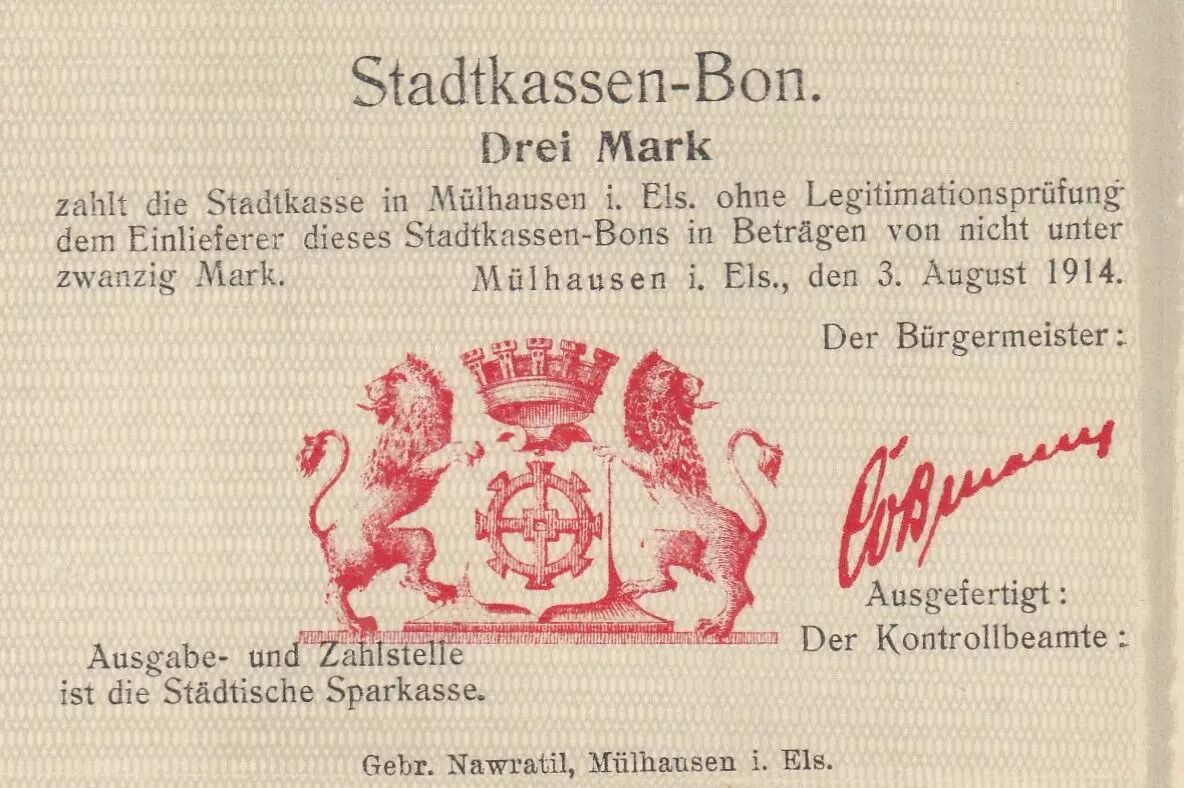 Stadtkassen-Bon.
Drei Mark
zahlt die Stadtkasse in Mülhausen i. Els. ohne Legitimationsprüfung
dem Einlieferer dieses Stadtkassen-Bons in Beträgen von nicht unter
zwanzig Mark. Mülhausen i. Els., den 3. August 1914.
Der Bürgermeister:
Coßmann
Ausgefertigt:
Der Kontrollbeamte:
Ausgabe- und Zahlstelle
ist die Städtische Sparkasse.
Gebr. Nawratil, Mülhausen i. Els.